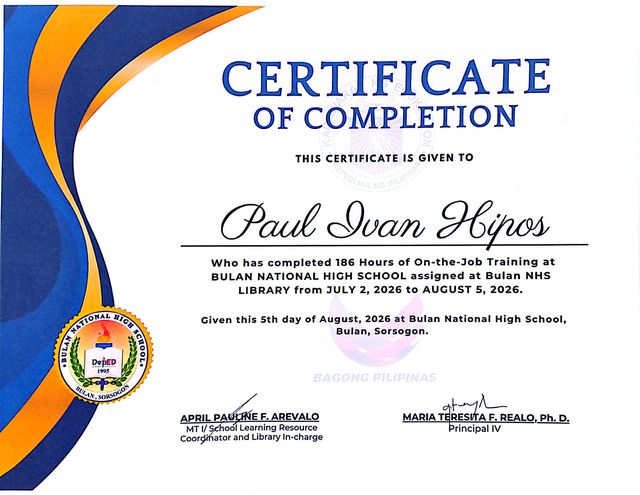 CERTIFICATE
OF COMPLETION
THIS CERTIFICATE IS GIVEN TO
Paul Ivan Hipos
Who has completed 186 Hours of On-the-Job Training at
BULAN NATIONAL HIGH SCHOOL assigned at Bulan NHS
LIBRARY from JULY 2, 2026 to AUGUST 5, 2026.
Given this 5th day of August, 2026 at Bulan National High School,
Bulan, Sorsogon.
BULAN NATIONAL HIGH SCHOOL
DepED
1995
BULAN, SORSOGON
BAGONG PILIPINAS
APRIL PAULINE F. AREVALO
MT I/ School Learning Resource
Coordinator and Library In-charge
MARIA TERESITA F. REALO, Ph. D.
Principal IV